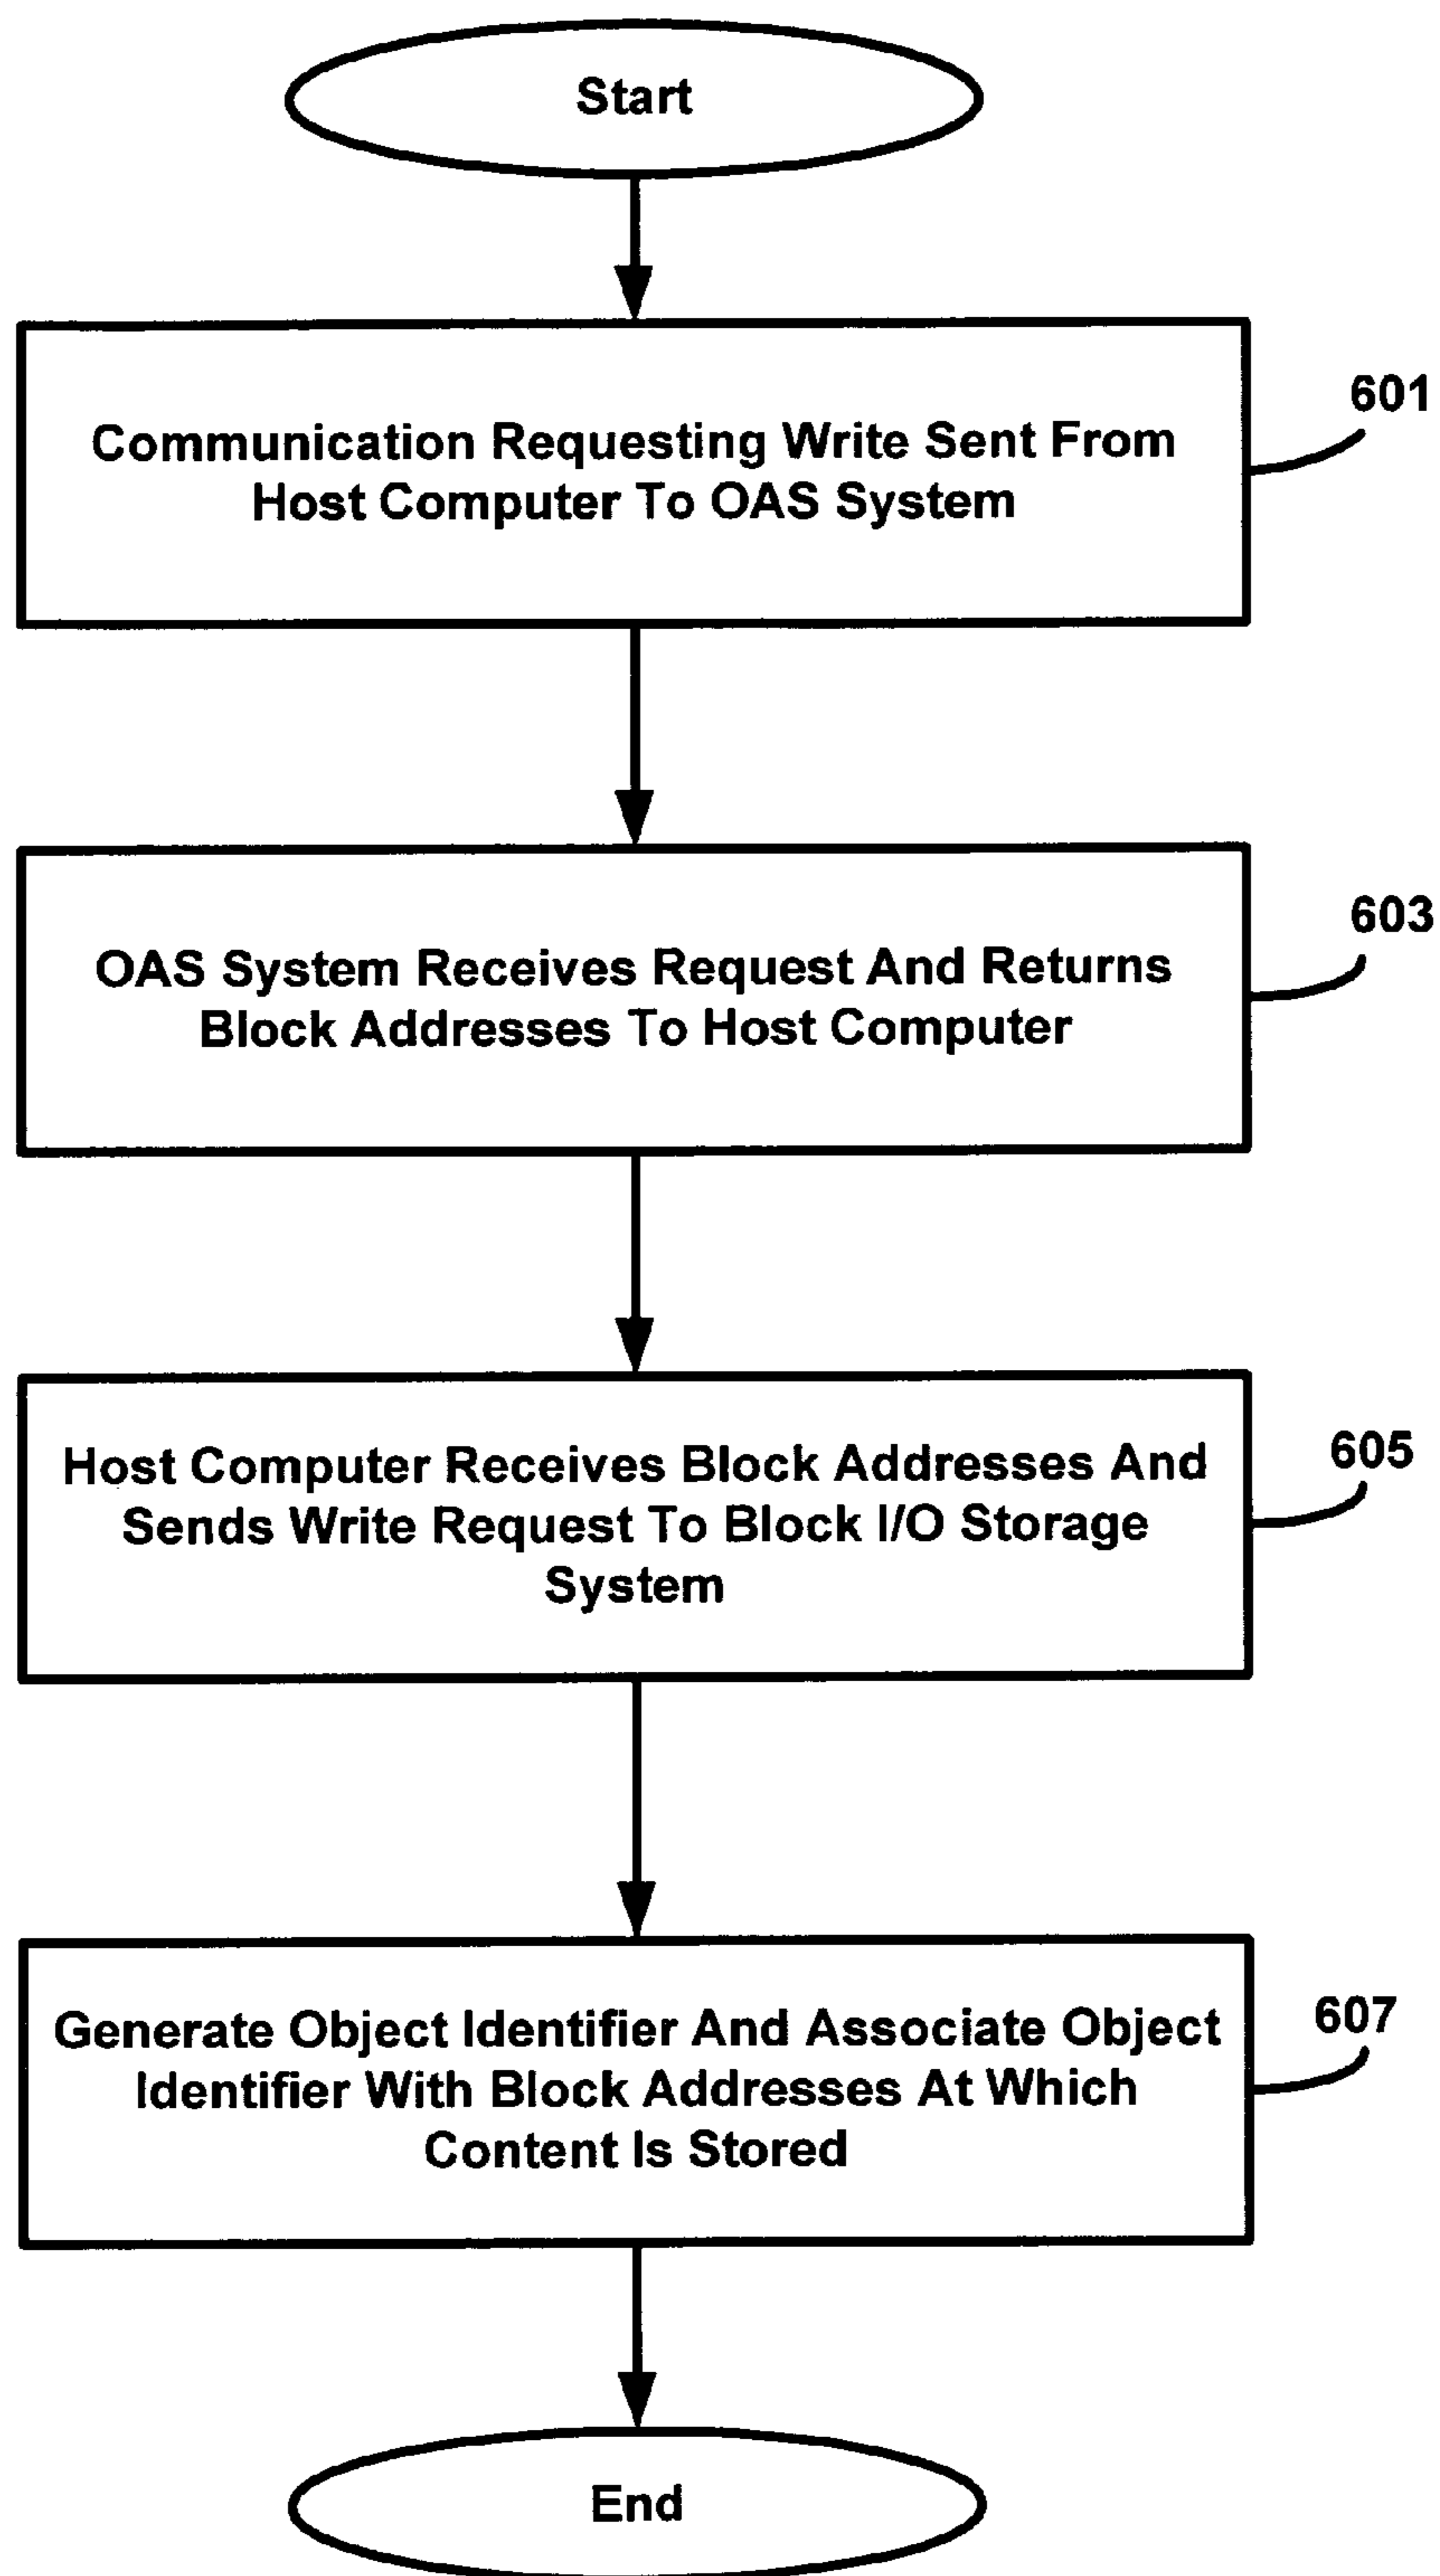 Start
Communication Requesting Write Sent From
Host Computer To OAS System
601
OAS System Receives Request And Returns
Block Addresses To Host Computer
603
Host Computer Receives Block Addresses And
Sends Write Request To Block I/O Storage
System
605
Generate Object Identifier And Associate Object
Identifier With Block Addresses At Which
Content Is Stored
607
End